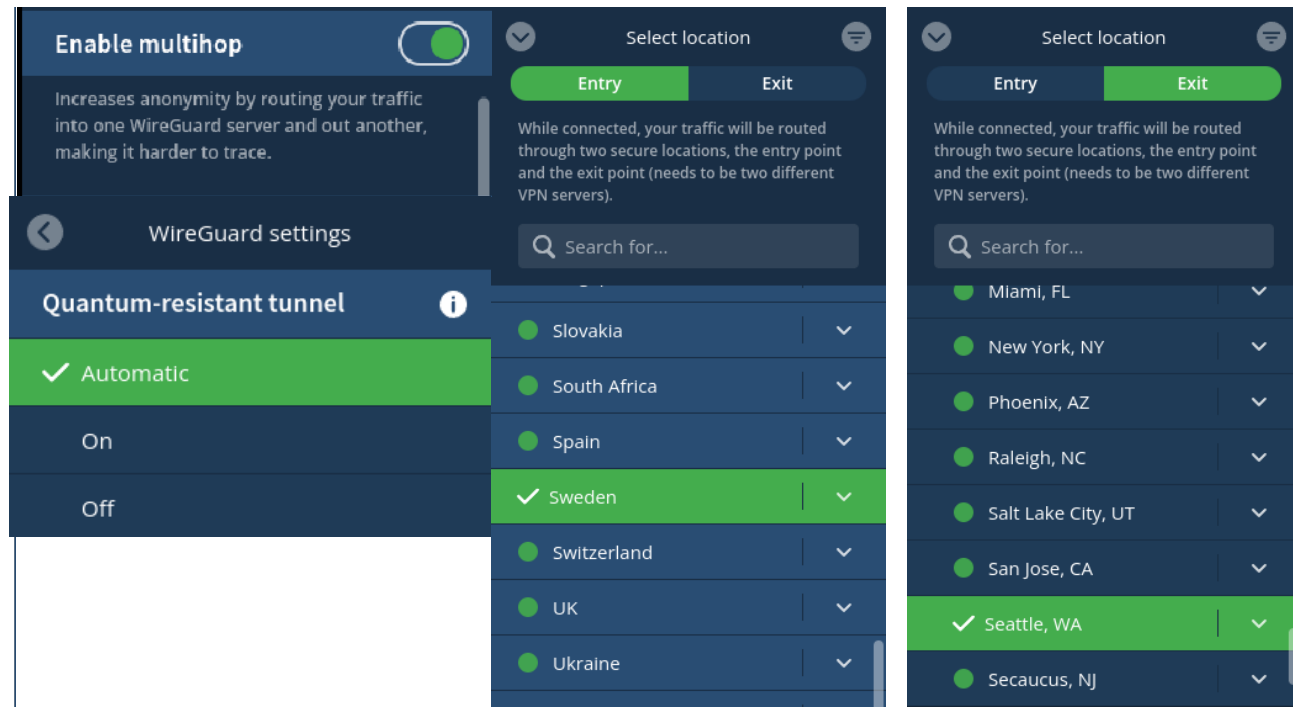 Enable multihop
Increases anonymity by routing your traffic
into one WireGuard server and out another,
making it harder to trace.
WireGuard settings
Quantum-resistant tunnel
Automatic
On
Off
Select location
Entry
Exit
While connected, your traffic will be routed
through two secure locations, the entry point
and the exit point (needs to be two different
VPN servers).
Search for...
Slovakia
South Africa
Spain
Sweden
Switzerland
UK
Ukraine
Select location
Entry
Exit
While connected, your traffic will be routed
through two secure locations, the entry point
and the exit point (needs to be two different
VPN servers).
Search for...
Miami, FL
New York, NY
Phoenix, AZ
Raleigh, NC
Salt Lake City, UT
San Jose, CA
Seattle, WA
Secaucus, NJ